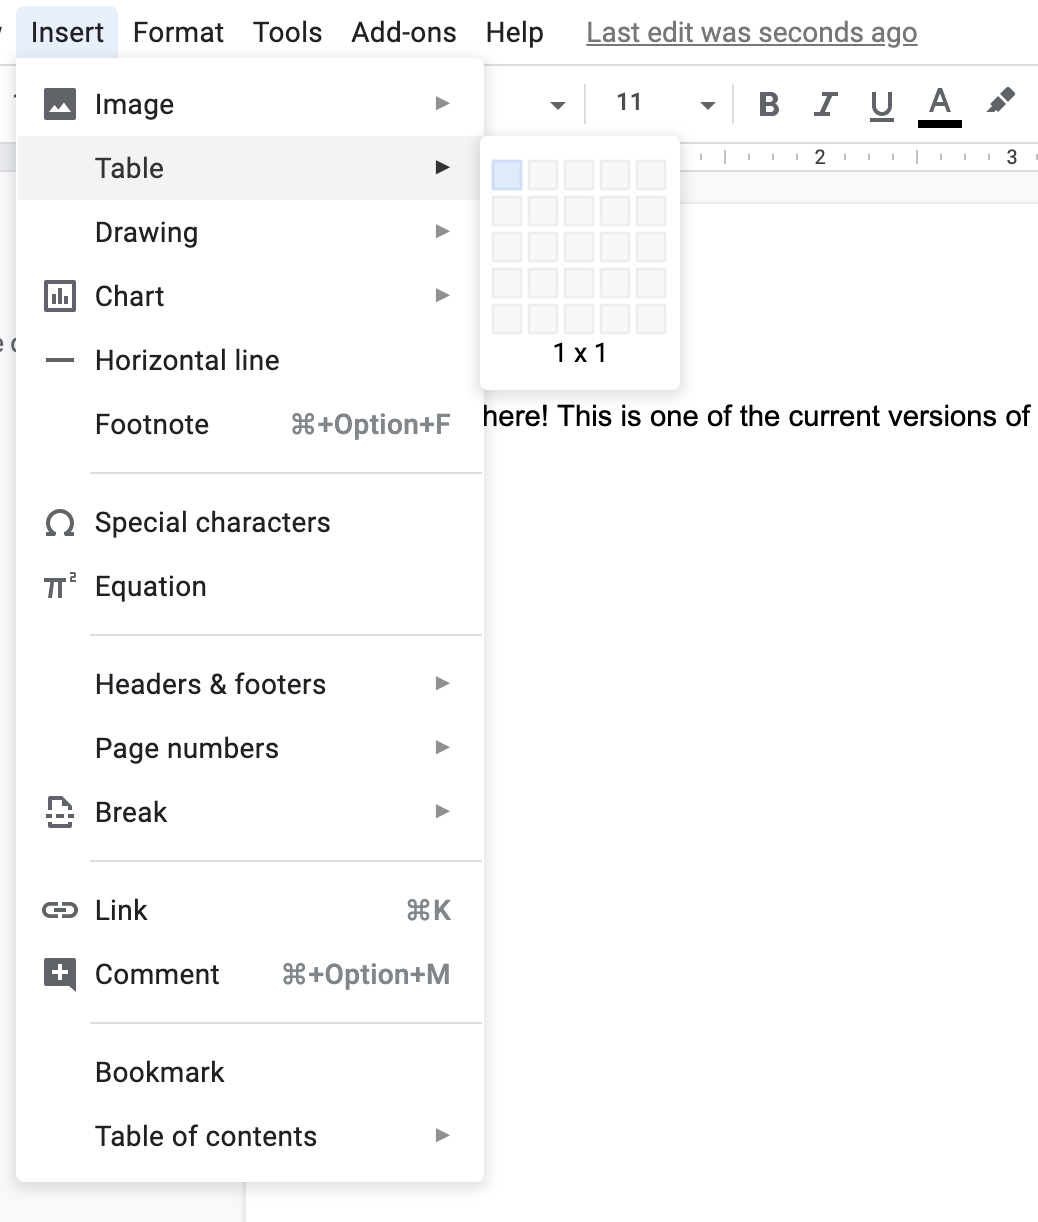 Insert Format Tools Add-ons Help Last edit was seconds ago
Image
11
B I U A
Table
2 3
Drawing
Chart
Horizontal line
1 x 1
Footnote ⌘+Option+F
here! This is one of the current versions of
Special characters
Ω
π² Equation
Headers & footers
Page numbers
Break
Link ⌘K
Comment ⌘+Option+M
Bookmark
Table of contents